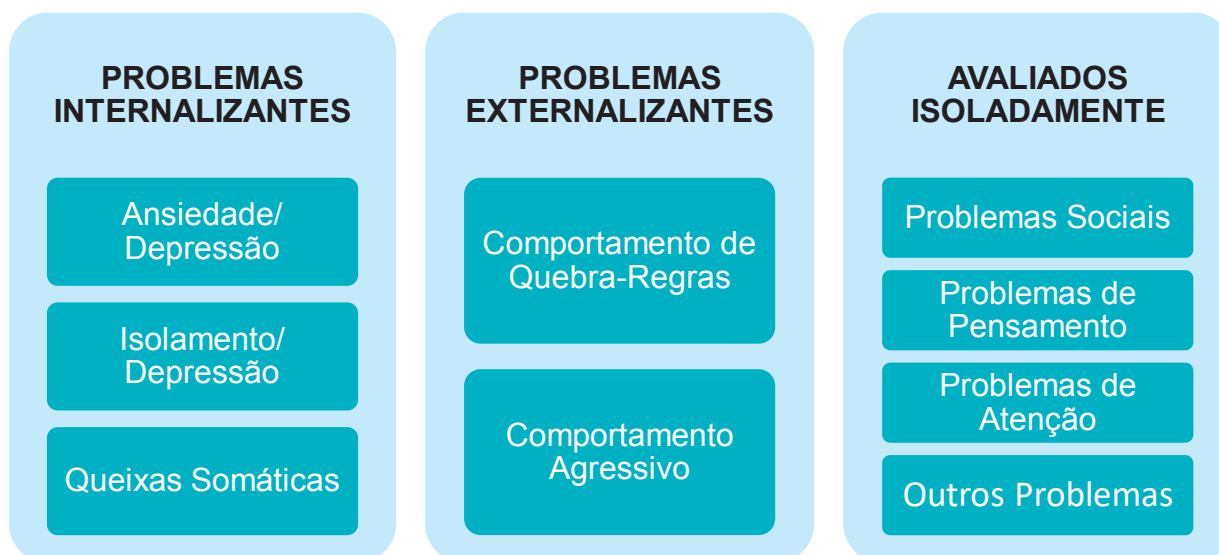 PROBLEMAS
INTERNALIZANTES
Ansiedade/
Depressão
Isolamento/
Depressão
Queixas Somáticas
PROBLEMAS
EXTERNALIZANTES
Comportamento de
Quebra-Regras
Comportamento
Agressivo
AVALIADOS
ISOLADAMENTE
Problemas Sociais
Problemas de
Pensamento
Problemas de
Atenção
Outros Problemas